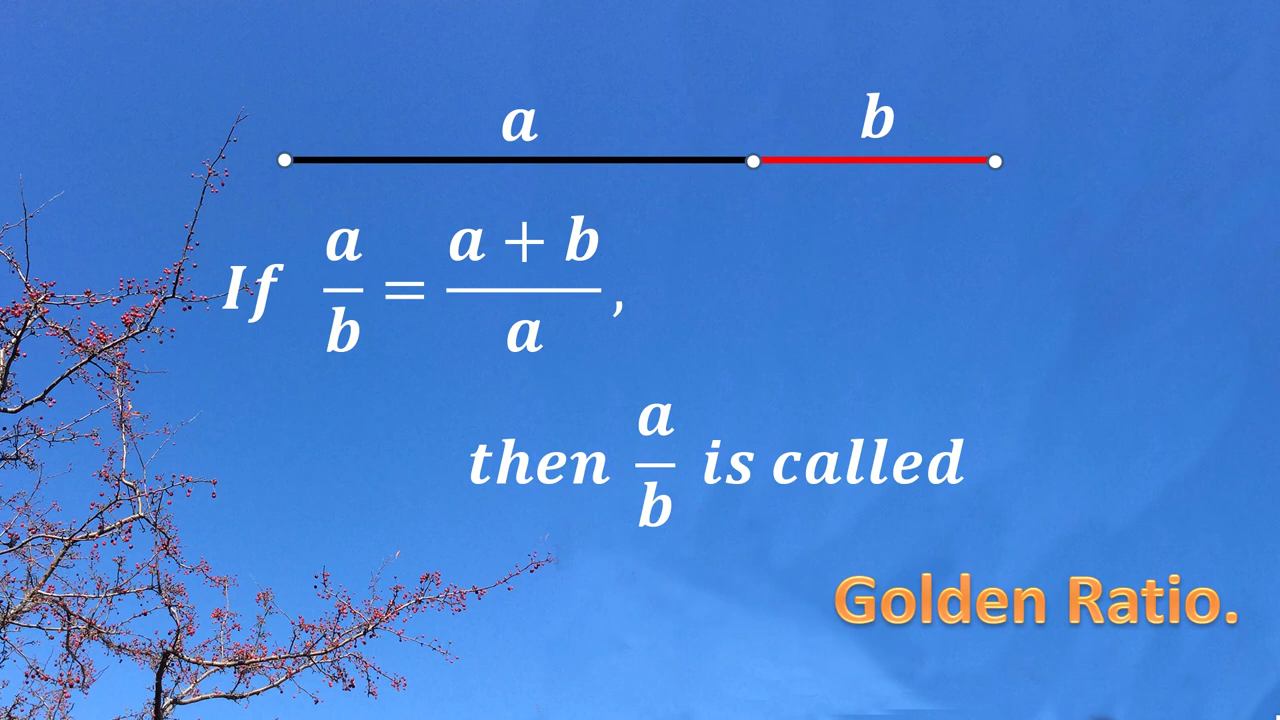 a b
If a/b = (a + b)/a ,
then a/b is called
Golden Ratio.